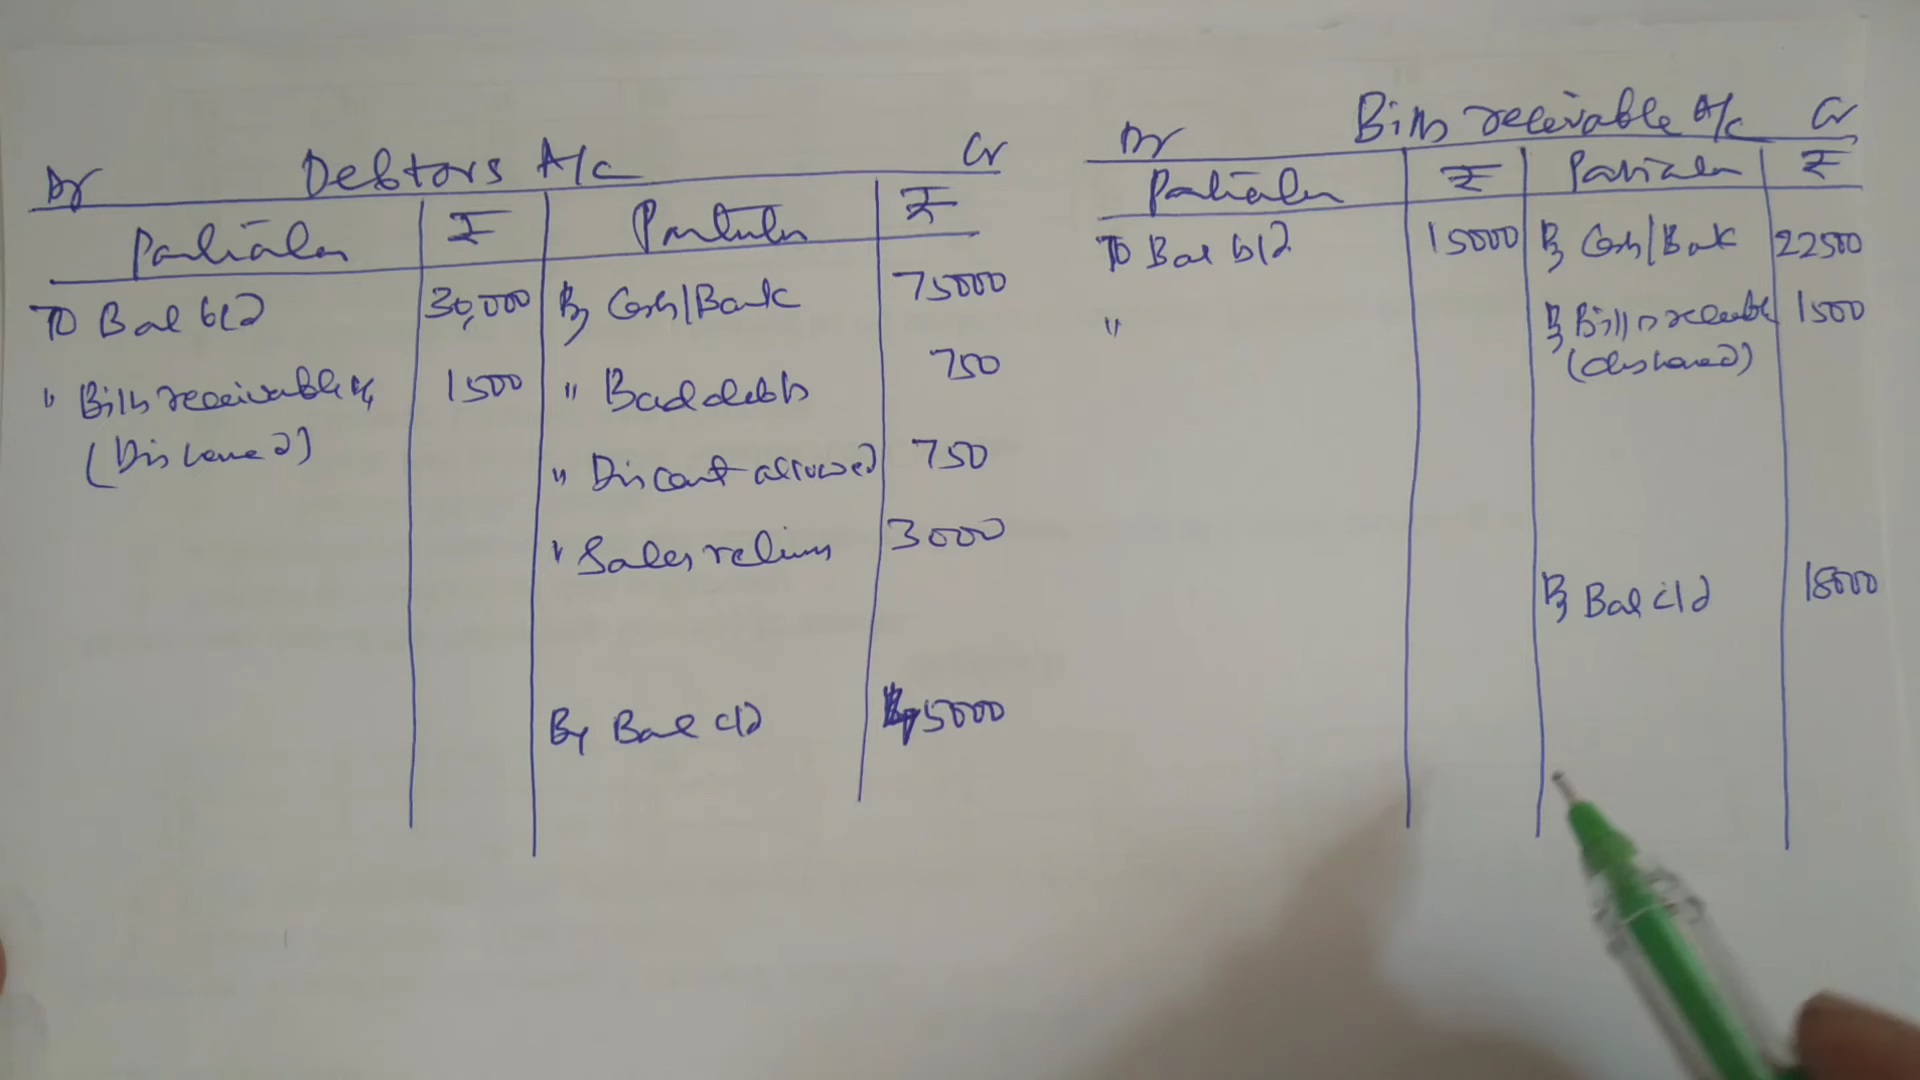 Dr Debtors A/c Cr
Particulars ₹ Particulars ₹
To Bal b/d 30,000 By Cash/Bank 75000
" Bills receivable 1500 " Bad debts 750
(Dishonored)
" Discount allowed 750
" Sales returns 3000
By Bal c/d 5000
Dr Bills receivable A/c Cr
Particulars ₹ Particulars ₹
To Bal b/d 15000 By Cash/Bank 22500
" By Bills receivable 1500
(dishonored)
By Bal c/d 18000